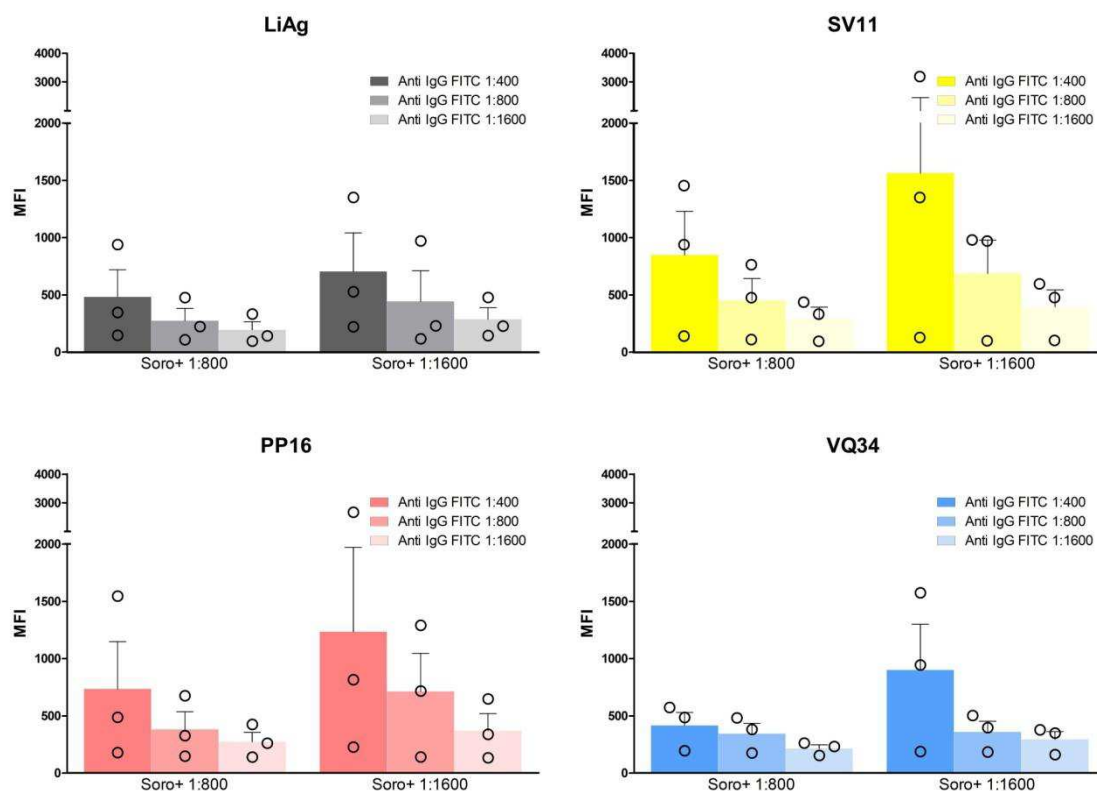 LiAg
4000
3000
2000
1500
1000
500
0
MFI
Anti IgG FITC 1:400
Anti IgG FITC 1:800
Anti IgG FITC 1:1600
Soro+ 1:800
Soro+ 1:1600
SV11
4000
3000
2000
1500
1000
500
0
MFI
Anti IgG FITC 1:400
Anti IgG FITC 1:800
Anti IgG FITC 1:1600
Soro+ 1:800
Soro+ 1:1600
PP16
4000
3000
2000
1500
1000
500
0
MFI
Anti IgG FITC 1:400
Anti IgG FITC 1:800
Anti IgG FITC 1:1600
Soro+ 1:800
Soro+ 1:1600
VQ34
4000
3000
2000
1500
1000
500
0
MFI
Anti IgG FITC 1:400
Anti IgG FITC 1:800
Anti IgG FITC 1:1600
Soro+ 1:800
Soro+ 1:1600